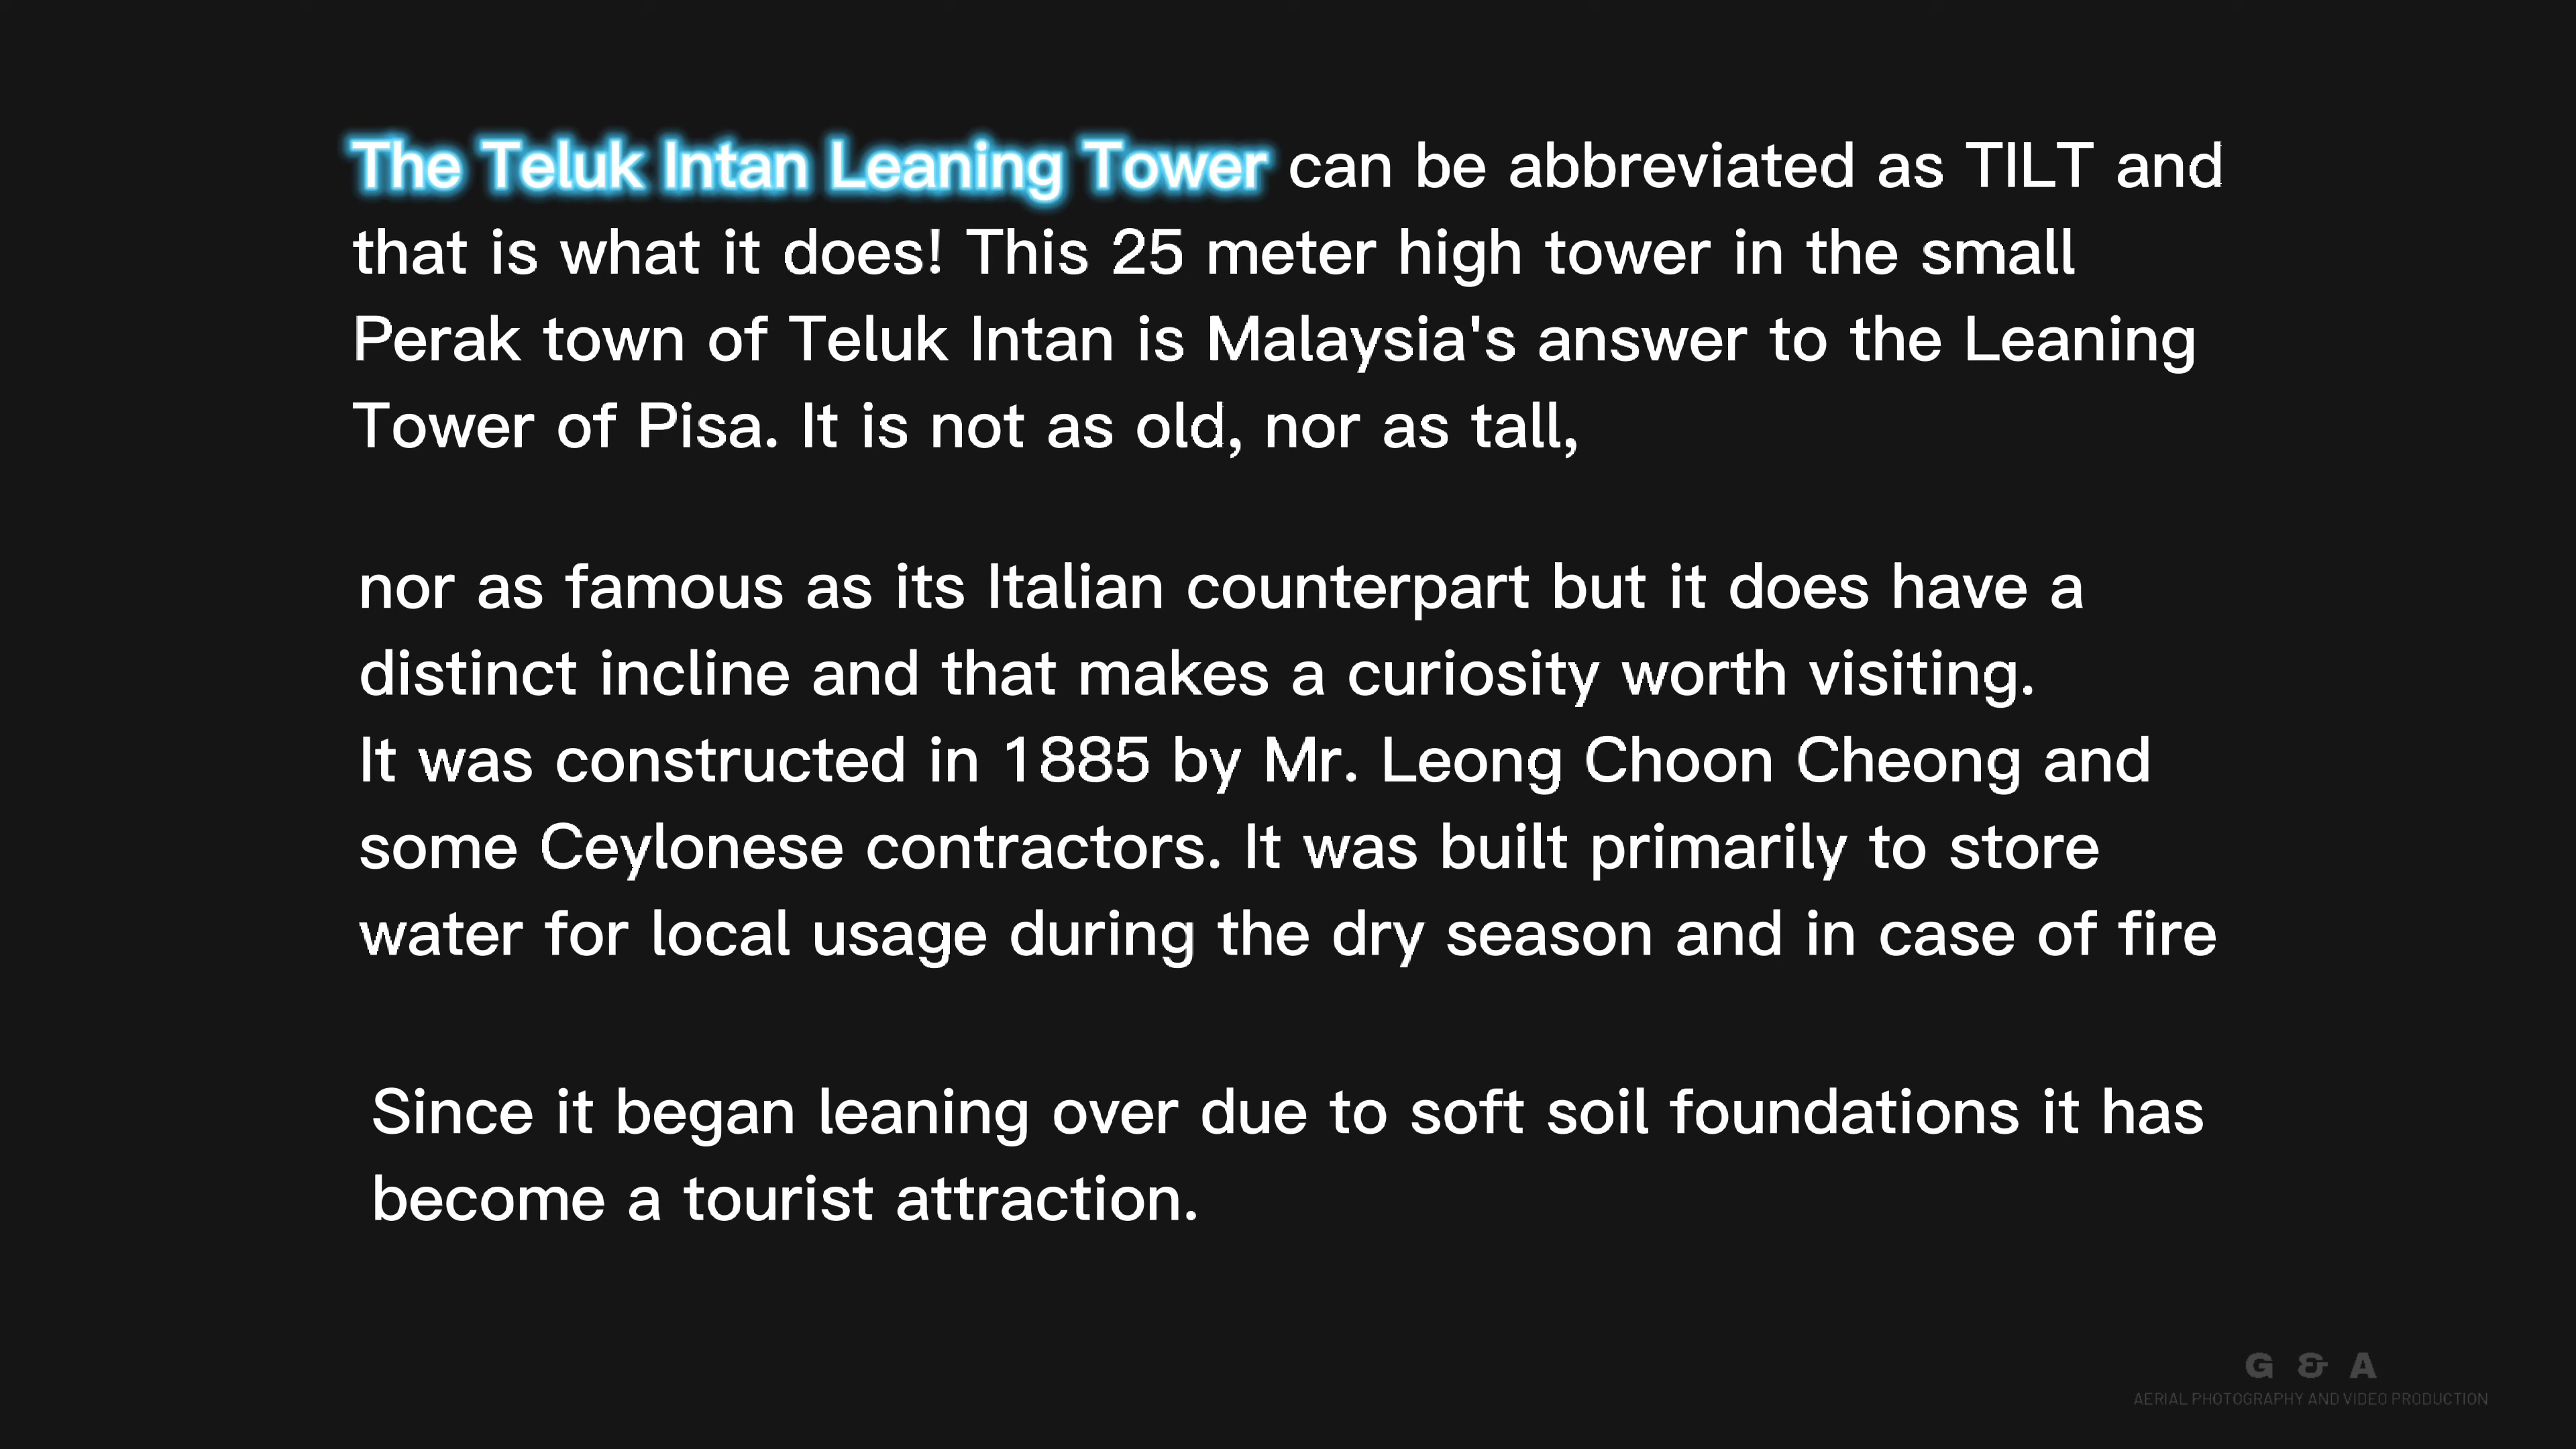 The Teluk Intan Leaning Tower can be abbreviated as TILT and
that is what it does! This 25 meter high tower in the small
Perak town of Teluk Intan is Malaysia's answer to the Leaning
Tower of Pisa. It is not as old, nor as tall,
nor as famous as its Italian counterpart but it does have a
distinct incline and that makes a curiosity worth visiting.
It was constructed in 1885 by Mr. Leong Choon Cheong and
some Ceylonese contractors. It was built primarily to store
water for local usage during the dry season and in case of fire
Since it began leaning over due to soft soil foundations it has
become a tourist attraction.
G & A
AERIAL PHOTOGRAPHY AND VIDEO PRODUCTION